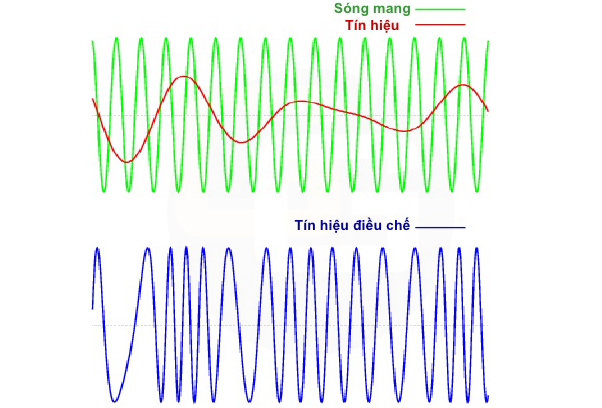 Sóng mang
Tín hiệu
Tín hiệu điều chế